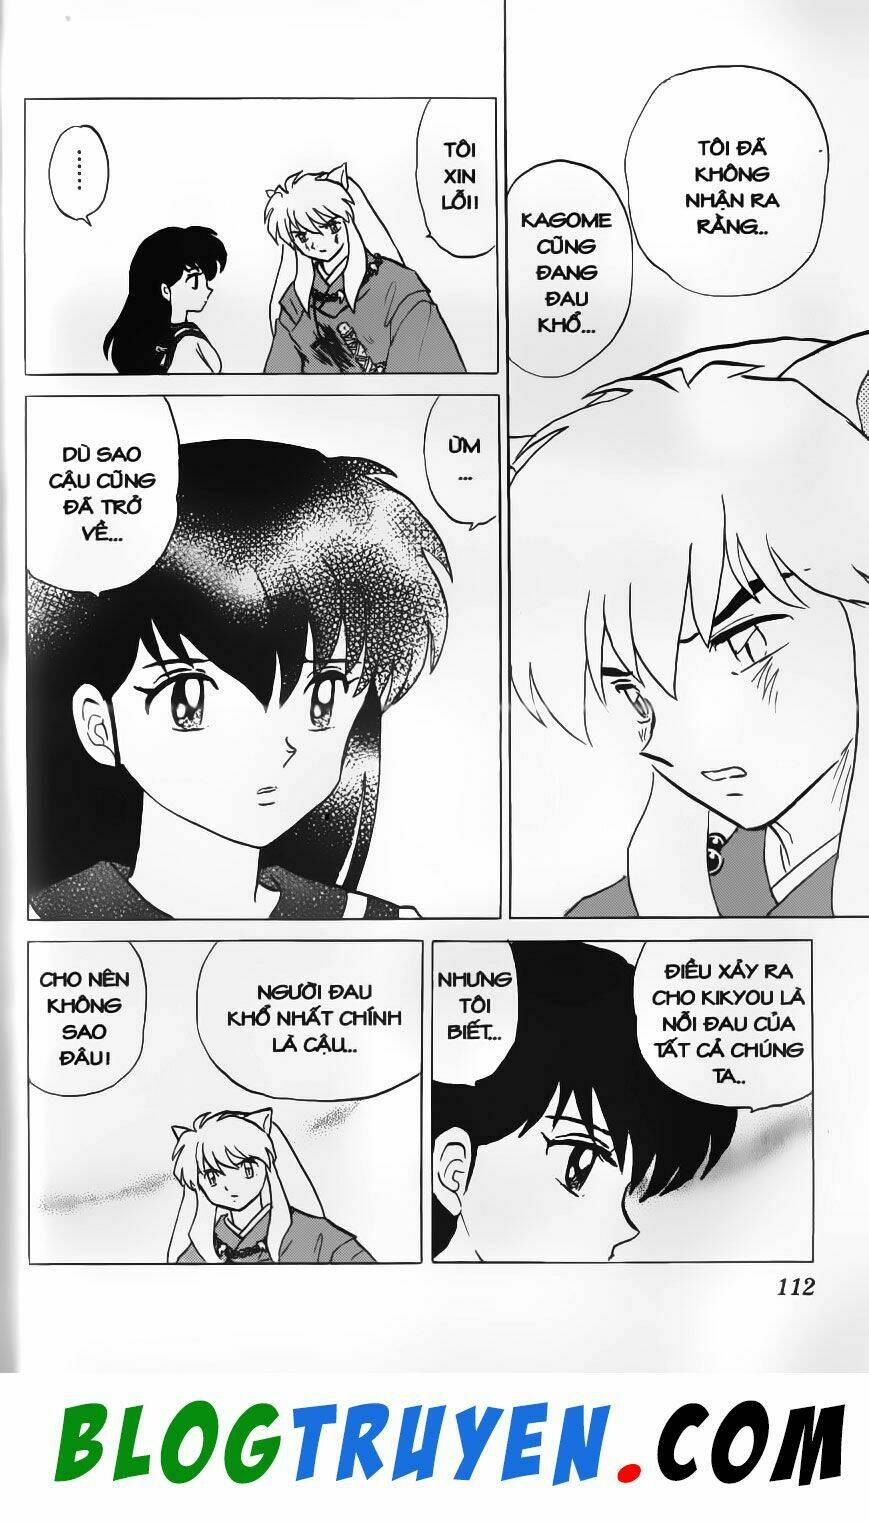 TÔI ĐÃ
KHÔNG
NHẬN RA
RẰNG...
KAGOME
CŨNG
ĐANG
ĐAU
KHỔ...
TÔI
XIN
LỖI!
........
ỪM
...
DÙ SAO
CẬU CŨNG
ĐÃ TRỞ
VỀ...
ĐIỀU XẢY RA
CHO KIKYOU LÀ
NỖI ĐAU CỦA
TẤT CẢ CHÚNG
TA..
NHƯNG
TÔI
BIẾT...
NGƯỜI ĐAU
KHỔ NHẤT CHÍNH
LÀ CẬU...
CHO NÊN
KHÔNG
SAO
ĐÂU!
112
BLOGTRUYEN.COM